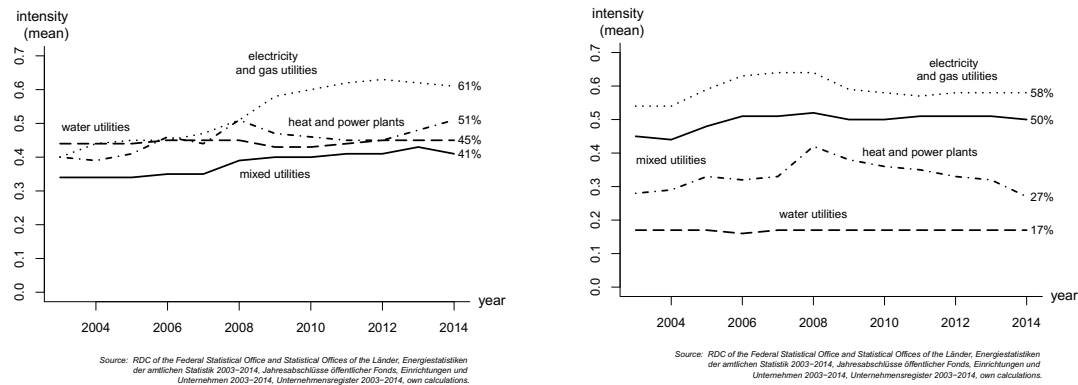 intensity
(mean)
0.7
0.6
0.5
0.4
0.3
0.2
0.1
0.0
electricity
and gas utilities
water utilities
heat and power plants
mixed utilities
61%
51%
45%
41%
2004
2006
2008
2010
2012
2014
year
Source: RDC of the Federal Statistical Office and Statistical Offices of the Länder, Energiestatistiken
der amtlichen Statistik 2003−2014, Jahresabschlüsse öffentlicher Fonds, Einrichtungen und
Unternehmen 2003−2014, Unternehmensregister 2003−2014, own calculations.
intensity
(mean)
0.7
0.6
0.5
0.4
0.3
0.2
0.1
0.0
electricity
and gas utilities
mixed utilities
heat and power plants
water utilities
58%
50%
27%
17%
2004
2006
2008
2010
2012
2014
year
Source: RDC of the Federal Statistical Office and Statistical Offices of the Länder, Energiestatistiken
der amtlichen Statistik 2003−2014, Jahresabschlüsse öffentlicher Fonds, Einrichtungen und
Unternehmen 2003−2014, Unternehmensregister 2003−2014, own calculations.